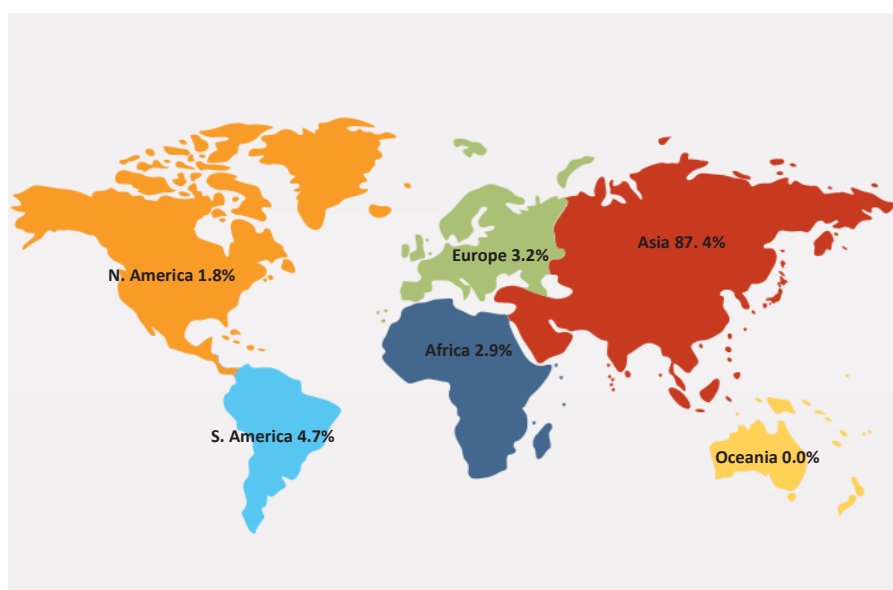 Asia 87. 4%
Europe 3.2%
N. America 1.8%
Africa 2.9%
S. America 4.7%
Oceania 0.0%